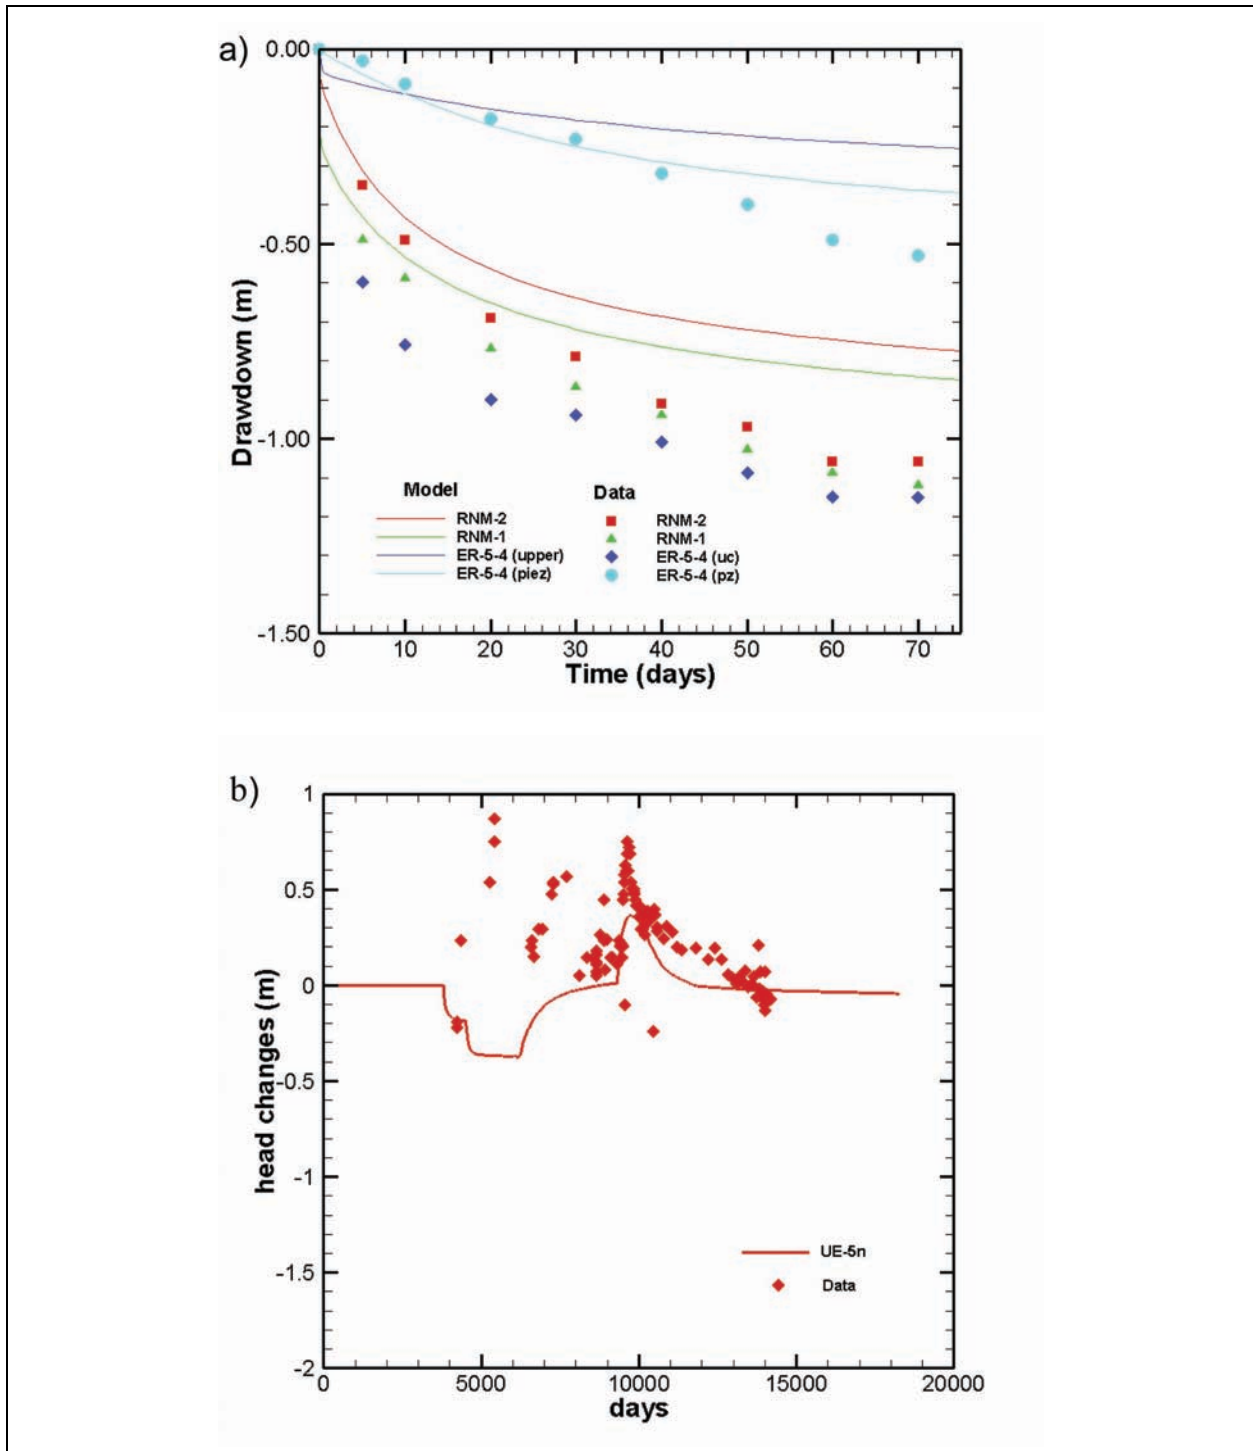 a)
0.00
-0.50
-1.00
-1.50
Drawdown (m)
Model
Data
RNM-2
RNM-1
ER-5-4 (upper)
ER-5-4 (piez)
RNM-2
RNM-1
ER-5-4 (uc)
ER-5-4 (pz)
0 10 20 30 40 50 60 70
Time (days)
b)
1
0.5
0
-0.5
-1
-1.5
-2
head changes (m)
UE-5n
Data
0 5000 10000 15000 20000
days